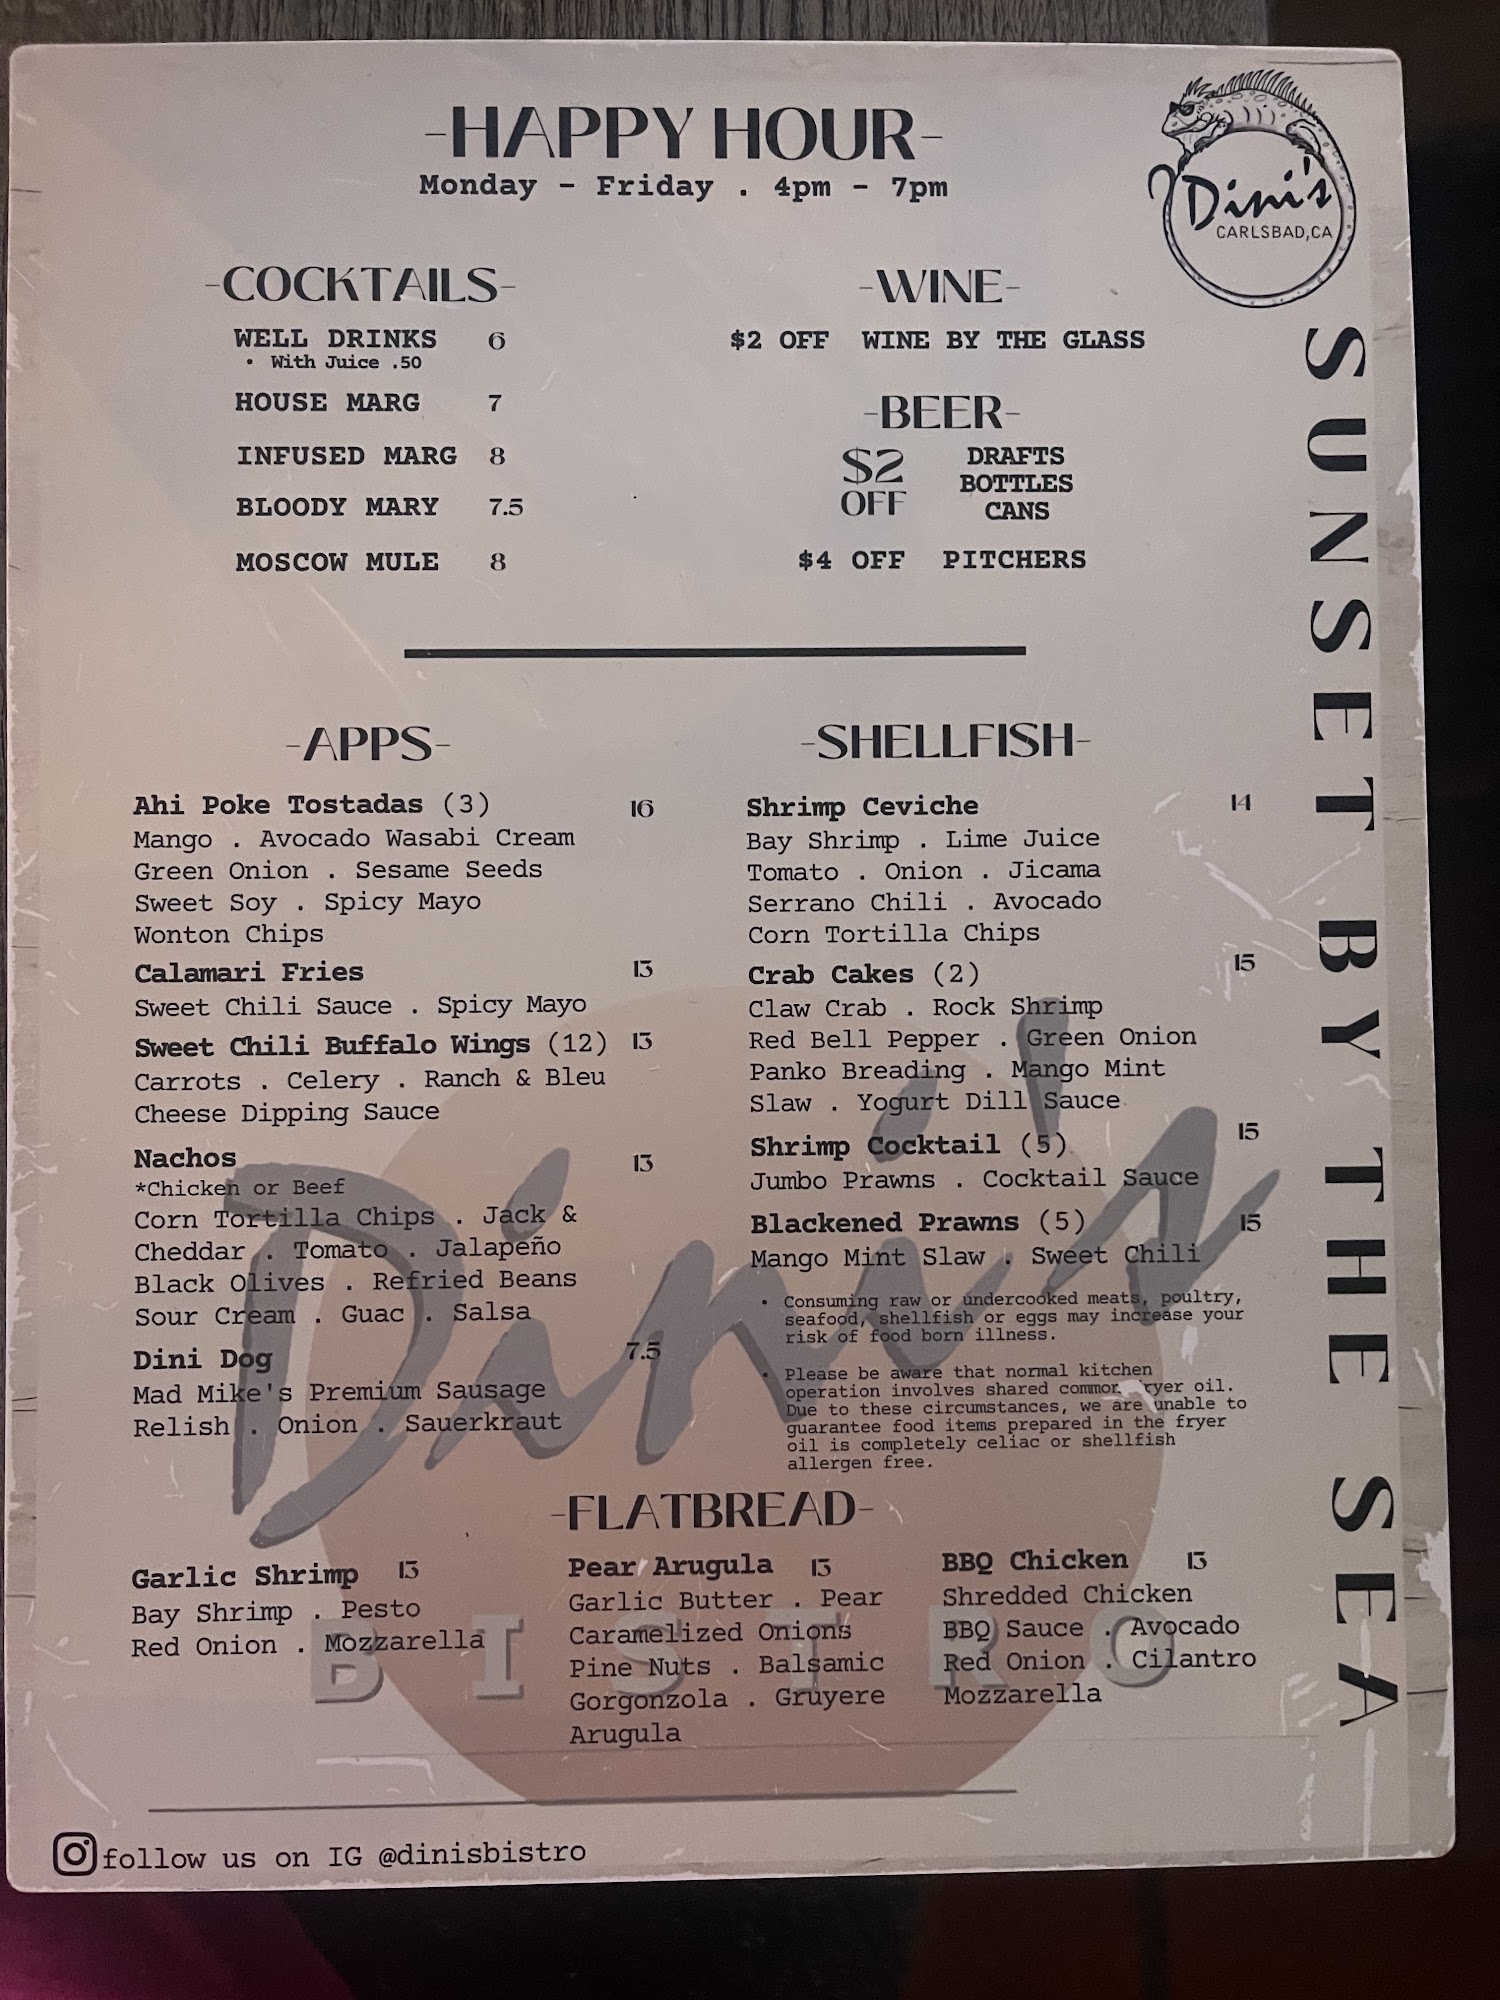 -HAPPY HOUR-
Monday - Friday . 4pm - 7pm
Dini's
CARLSBAD,CA
-COCKTAILS-
WELL DRINKS 6
• With Juice .50
HOUSE MARG 7
INFUSED MARG 8
BLOODY MARY 7.5
MOSCOW MULE 8
-WINE-
$2 OFF WINE BY THE GLASS
-BEER-
$2 OFF
DRAFTS
BOTTLES
CANS
$4 OFF PITCHERS
SUNSET BY THE SEA
-APPS-
Ahi Poke Tostadas (3) 16
Mango . Avocado Wasabi Cream
Green Onion . Sesame Seeds
Sweet Soy . Spicy Mayo
Wonton Chips
Calamari Fries 13
Sweet Chili Sauce . Spicy Mayo
Sweet Chili Buffalo Wings (12) 13
Carrots . Celery . Ranch & Bleu
Cheese Dipping Sauce
Nachos 13
*Chicken or Beef
Corn Tortilla Chips . Jack &
Cheddar . Tomato . Jalapeño
Black Olives . Refried Beans
Sour Cream . Guac . Salsa
Dini Dog 7.5
Mad Mike's Premium Sausage
Relish . Onion . Sauerkraut
-SHELLFISH-
Shrimp Ceviche 14
Bay Shrimp . Lime Juice
Tomato . Onion . Jicama
Serrano Chili . Avocado
Corn Tortilla Chips
Crab Cakes (2) 15
Claw Crab . Rock Shrimp
Red Bell Pepper . Green Onion
Panko Breading . Mango Mint
Slaw . Yogurt Dill Sauce
Shrimp Cocktail (5) 15
Jumbo Prawns . Cocktail Sauce
Blackened Prawns (5) 15
Mango Mint Slaw . Sweet Chili
• Consuming raw or undercooked meats, poultry,
seafood, shellfish or eggs may increase your
risk of food born illness.
• Please be aware that normal kitchen
operation involves shared common fryer oil.
Due to these circumstances, we are unable to
guarantee food items prepared in the fryer
oil is completely celiac or shellfish
allergen free.
Dini's
BISTRO
-FLATBREAD-
Garlic Shrimp 13
Bay Shrimp . Pesto
Red Onion . Mozzarella
Pear Arugula 13
Garlic Butter . Pear
Caramelized Onions
Pine Nuts . Balsamic
Gorgonzola . Gruyere
Arugula
BBQ Chicken 13
Shredded Chicken
BBQ Sauce . Avocado
Red Onion . Cilantro
Mozzarella
follow us on IG @dinisbistro